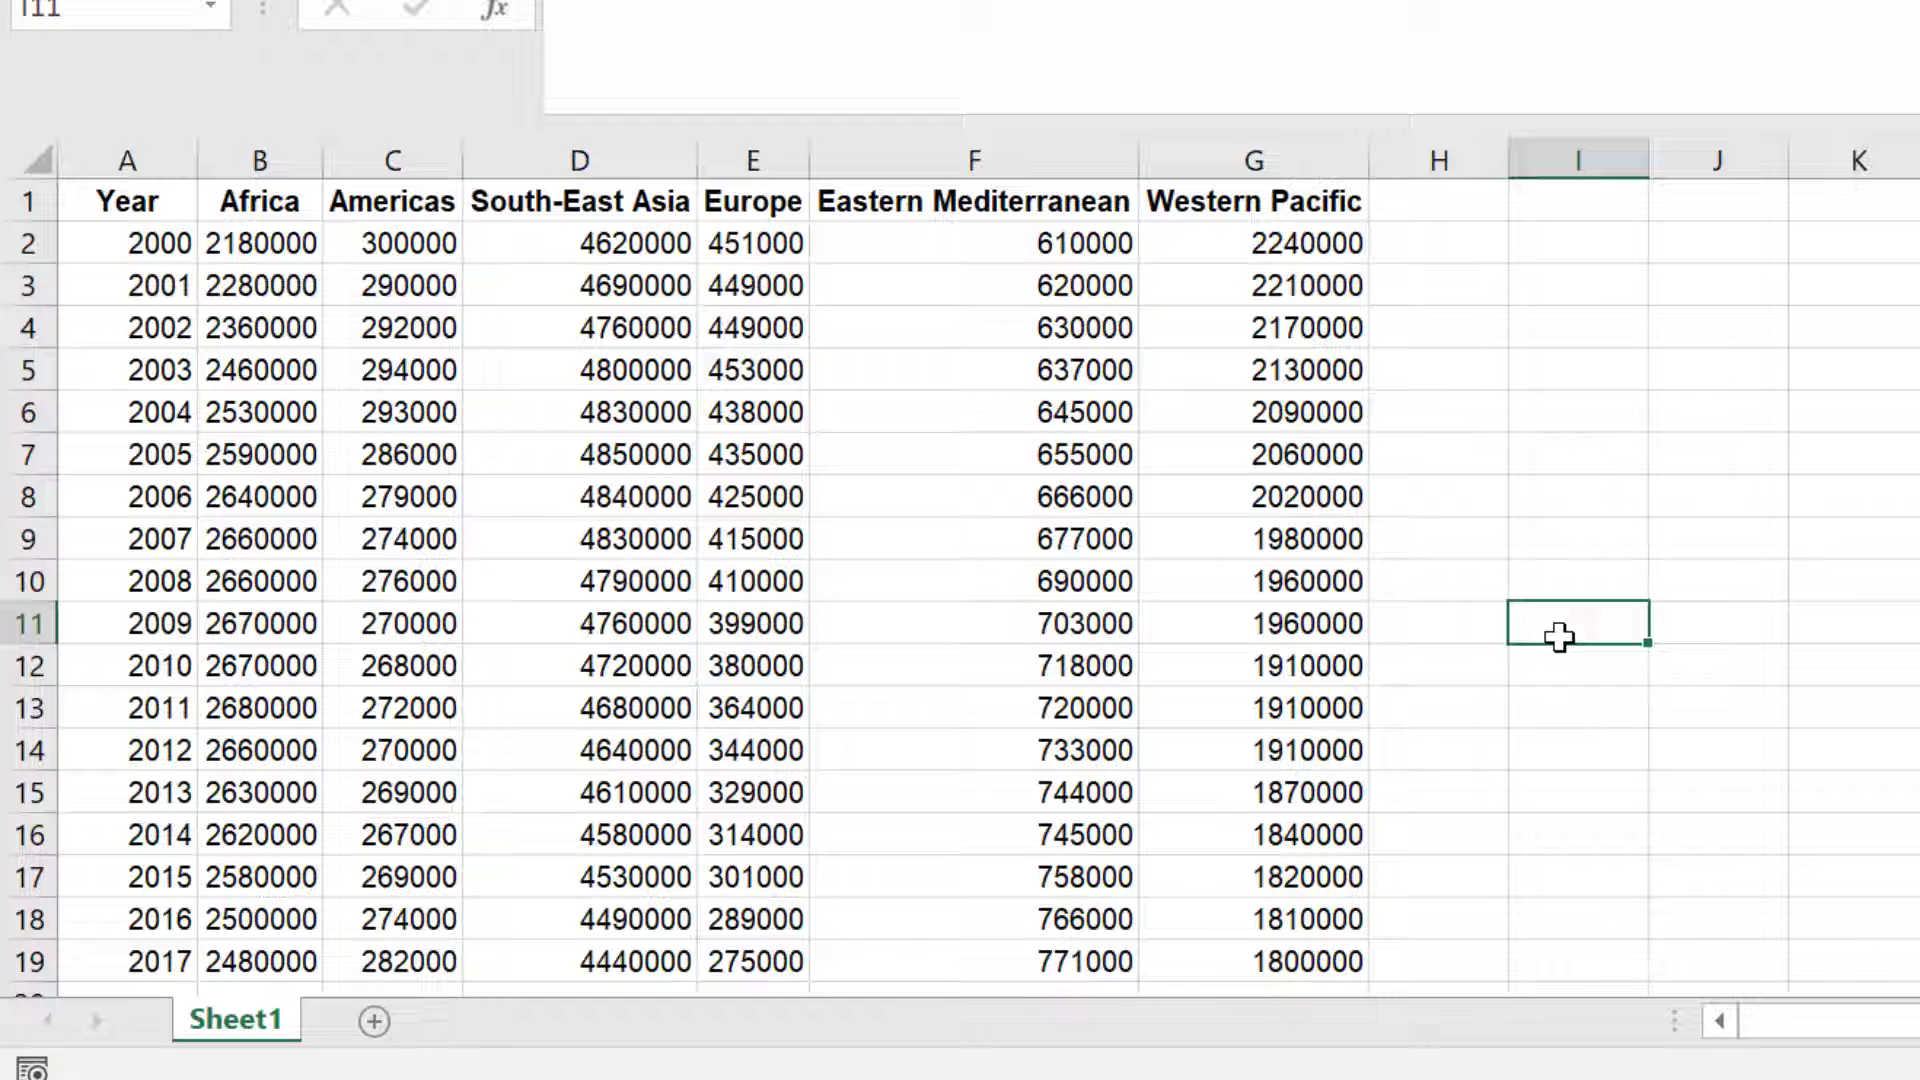 I11 fx
A B C D E F G H I J K
1 Year Africa Americas South-East Asia Europe Eastern Mediterranean Western Pacific
2 2000 2180000 300000 4620000 451000 610000 2240000
3 2001 2280000 290000 4690000 449000 620000 2210000
4 2002 2360000 292000 4760000 449000 630000 2170000
5 2003 2460000 294000 4800000 453000 637000 2130000
6 2004 2530000 293000 4830000 438000 645000 2090000
7 2005 2590000 286000 4850000 435000 655000 2060000
8 2006 2640000 279000 4840000 425000 666000 2020000
9 2007 2660000 274000 4830000 415000 677000 1980000
10 2008 2660000 276000 4790000 410000 690000 1960000
11 2009 2670000 270000 4760000 399000 703000 1960000
12 2010 2670000 268000 4720000 380000 718000 1910000
13 2011 2680000 272000 4680000 364000 720000 1910000
14 2012 2660000 270000 4640000 344000 733000 1910000
15 2013 2630000 269000 4610000 329000 744000 1870000
16 2014 2620000 267000 4580000 314000 745000 1840000
17 2015 2580000 269000 4530000 301000 758000 1820000
18 2016 2500000 274000 4490000 289000 766000 1810000
19 2017 2480000 282000 4440000 275000 771000 1800000
Sheet1